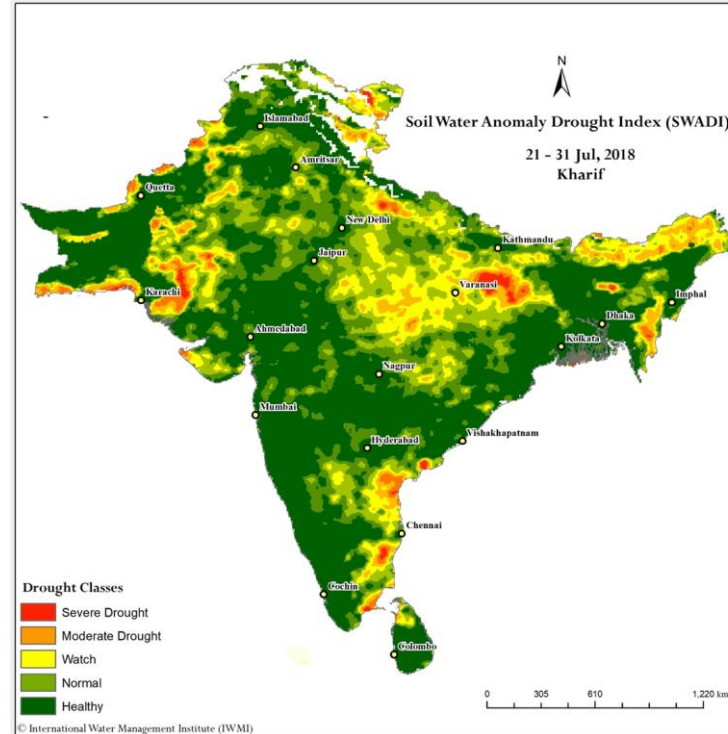 N
Soil Water Anomaly Drought Index (SWADI)
21 - 31 Jul, 2018
Kharif
Islamabad
Amritsar
Quetta
New Delhi
Kathmandu
Jaipur
Varanasi
Karachi
Imphal
Dhaka
Ahmedabad
Kolkata
Nagpur
Mumbai
Vishakhapatnam
Hyderabad
Chennai
Cochin
Colombo
Drought Classes
Severe Drought
Moderate Drought
Watch
Normal
Healthy
0 305 610 1,220 km
© International Water Management Institute (IWMI)